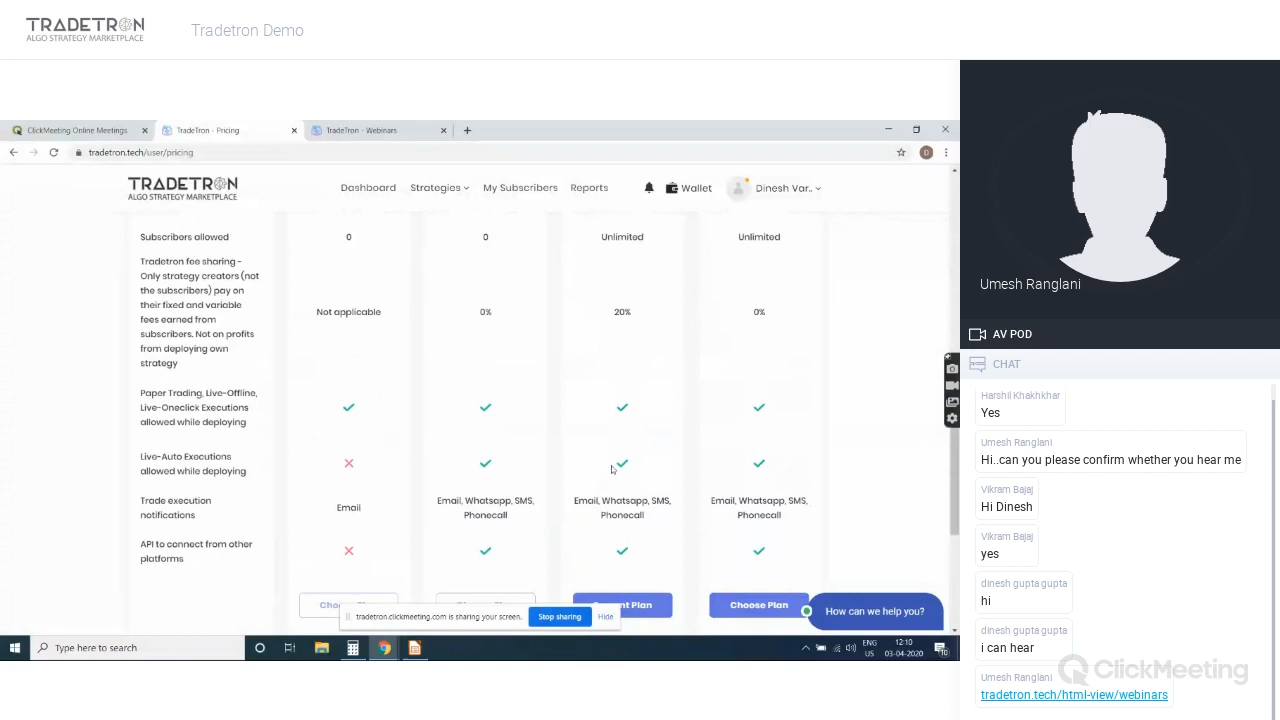 TRADETRON
ALGO STRATEGY MARKETPLACE
Tradetron Demo
ClickMeeting Online Meetings
TradeTron - Pricing
TradeTron - Webinars
tradetron.tech/user/pricing
D
TRADETRON
ALGO STRATEGY MARKETPLACE
Dashboard
Strategies
My Subscribers
Reports
Wallet
Dinesh Var..
Subscribers allowed
0
0
Unlimited
Unlimited
Tradetron fee sharing -
Only strategy creators (not
the subscribers) pay on
their fixed and variable
fees earned from
subscribers. Not on profits
from deploying own
strategy
Not applicable
0%
20%
0%
Paper Trading, Live-Offline,
Live-Oneclick Executions
allowed while deploying
Live-Auto Executions
allowed while deploying
Trade execution
notifications
Email
Email, Whatsapp, SMS,
Phonecall
Email, Whatsapp, SMS,
Phonecall
Email, Whatsapp, SMS,
Phonecall
API to connect from other
platforms
Plan
Choose Plan
How can we help you?
tradetron.clickmeeting.com is sharing your screen.
Stop sharing
Hide
Type here to search
ENG
US
12:10
03-04-2020
10
Umesh Ranglani
AV POD
CHAT
Harshil Khakhkhar
Yes
Umesh Ranglani
Hi..can you please confirm whether you hear me
Vikram Bajaj
Hi Dinesh
Vikram Bajaj
yes
dinesh gupta gupta
hi
dinesh gupta gupta
i can hear
Umesh Ranglani
tradetron.tech/html-view/webinars
ClickMeeting